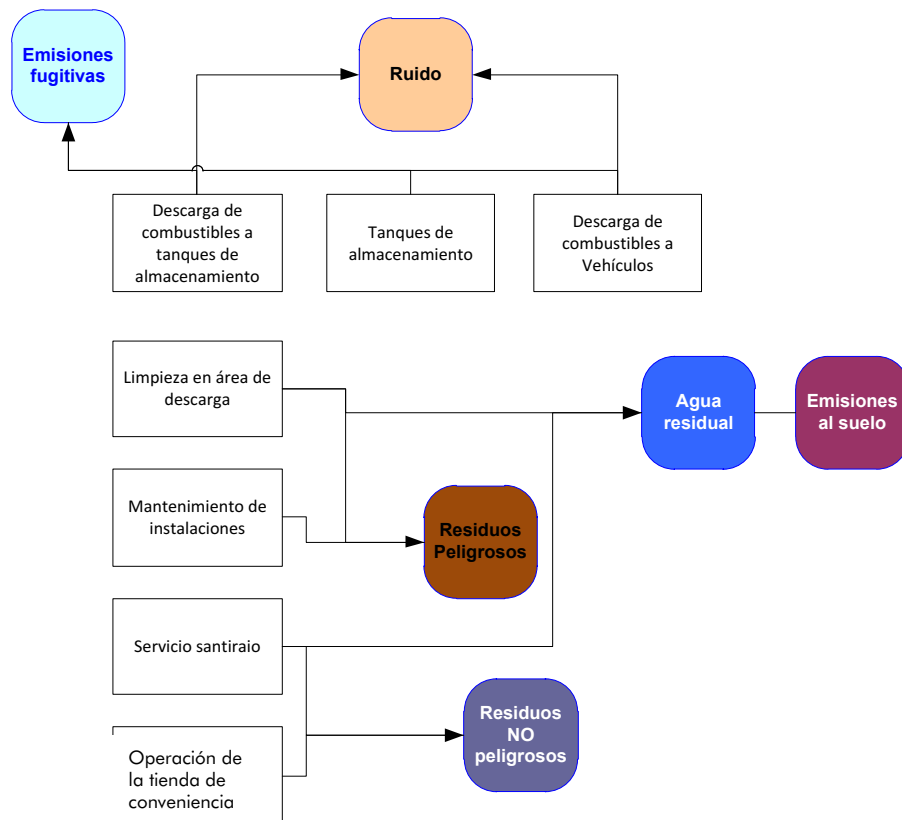 Emisiones
fugitivas
Ruido
Descarga de
combustibles a
tanques de
almacenamiento
Tanques de
almacenamiento
Descarga de
combustibles a
Vehículos
Limpieza en área de
descarga
Agua
residual
Emisiones
al suelo
Mantenimiento de
instalaciones
Residuos
Peligrosos
Servicio santiraio
Residuos
NO
peligrosos
Operación de
la tienda de
conveniencia